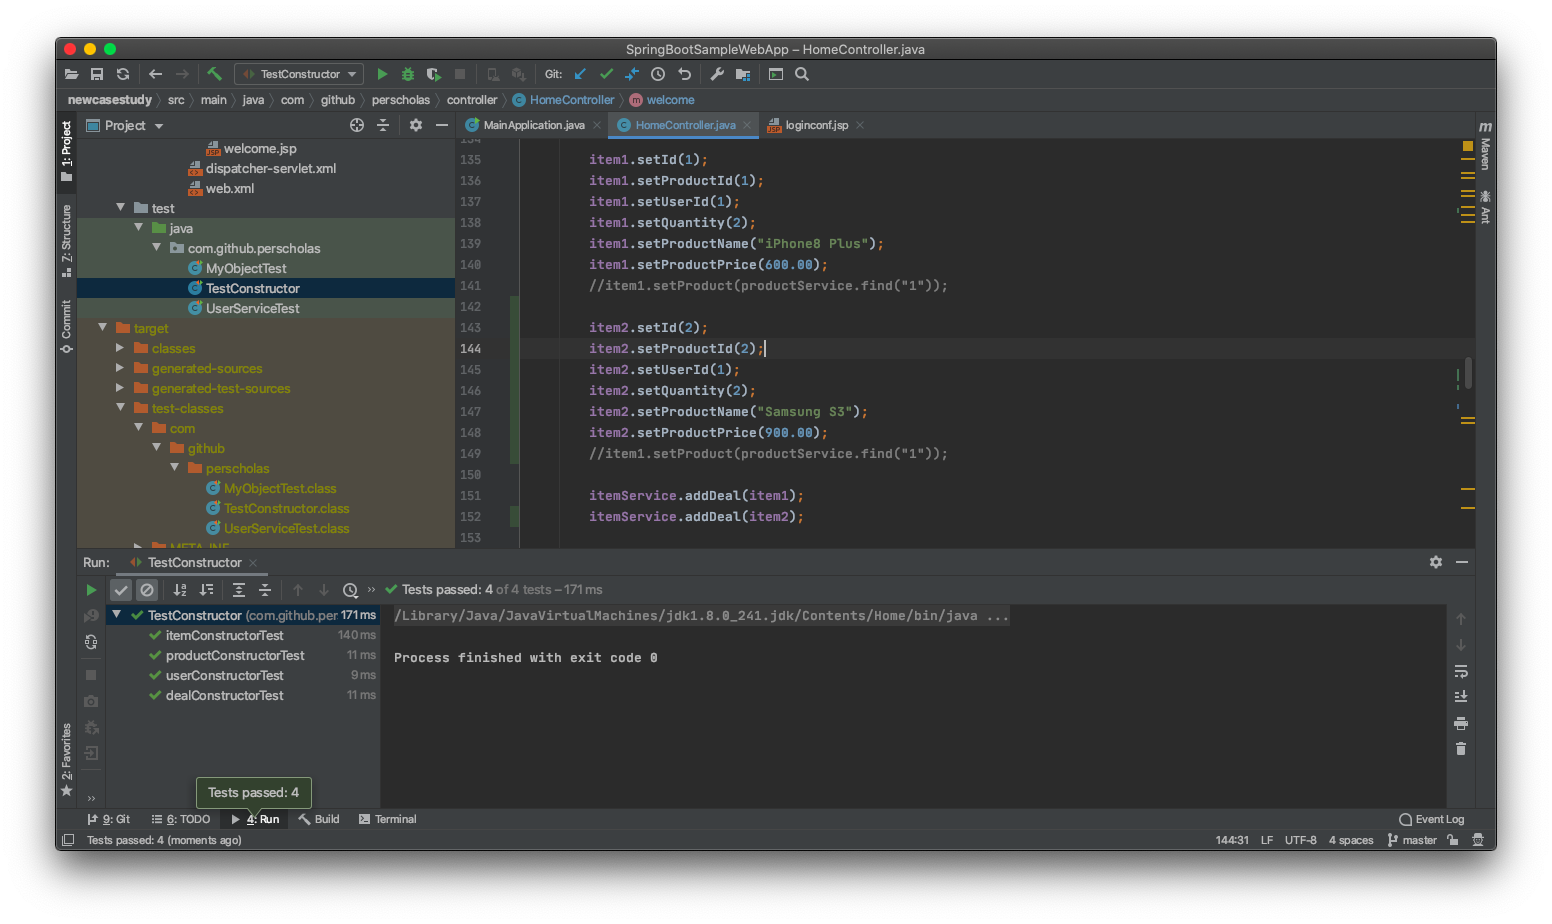 SpringBootSampleWebApp – HomeController.java
TestConstructor
Git:
newcasestudy
src
main
java
com
github
perscholas
controller
HomeController
welcome
1: Project
Z: Structure
Commit
2: Favorites
Project
welcome.jsp
dispatcher-servlet.xml
web.xml
test
java
com.github.perscholas
MyObjectTest
TestConstructor
UserServiceTest
target
classes
generated-sources
generated-test-sources
test-classes
com
github
perscholas
MyObjectTest.class
TestConstructor.class
UserServiceTest.class
META-INF
MainApplication.java
HomeController.java
loginconf.jsp
134
135 item1.setId(1);
136 item1.setProductId(1);
137 item1.setUserId(1);
138 item1.setQuantity(2);
139 item1.setProductName("iPhone8 Plus");
140 item1.setProductPrice(600.00);
141 //item1.setProduct(productService.find("1"));
142
143 item2.setId(2);
144 item2.setProductId(2);
145 item2.setUserId(1);
146 item2.setQuantity(2);
147 item2.setProductName("Samsung S3");
148 item2.setProductPrice(900.00);
149 //item1.setProduct(productService.find("1"));
150
151 itemService.addDeal(item1);
152 itemService.addDeal(item2);
153
m Maven
Ant
Run:
TestConstructor
Tests passed: 4 of 4 tests – 171 ms
TestConstructor (com.github.per 171 ms
itemConstructorTest 140 ms
productConstructorTest 11 ms
userConstructorTest 9 ms
dealConstructorTest 11 ms
/Library/Java/JavaVirtualMachines/jdk1.8.0_241.jdk/Contents/Home/bin/java ...
Process finished with exit code 0
Tests passed: 4
9: Git
6: TODO
4: Run
Build
Terminal
Event Log
Tests passed: 4 (moments ago)
144:31
LF
UTF-8
4 spaces
master